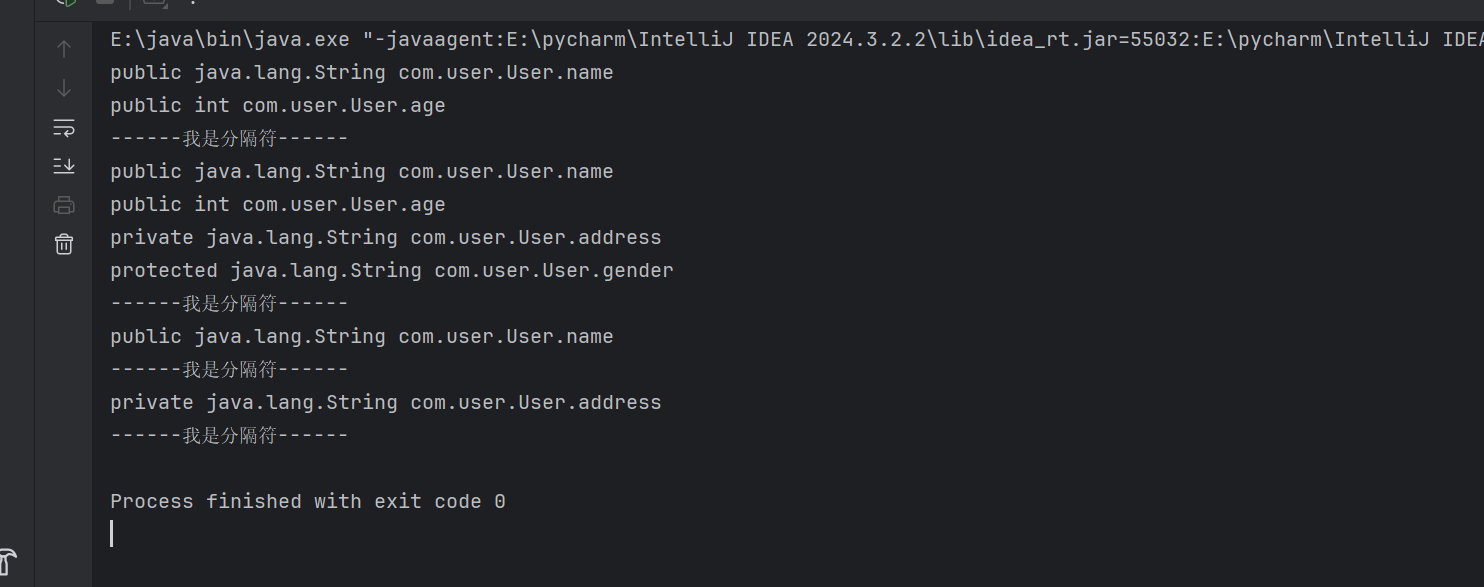 E:\java\bin\java.exe "-javaagent:E:\pycharm\IntelliJ IDEA 2024.3.2.2\lib\idea_rt.jar=55032:E:\pycharm\IntelliJ IDEA
public java.lang.String com.user.User.name
public int com.user.User.age
------我是分隔符------
public java.lang.String com.user.User.name
public int com.user.User.age
private java.lang.String com.user.User.address
protected java.lang.String com.user.User.gender
------我是分隔符------
public java.lang.String com.user.User.name
------我是分隔符------
private java.lang.String com.user.User.address
------我是分隔符------
Process finished with exit code 0